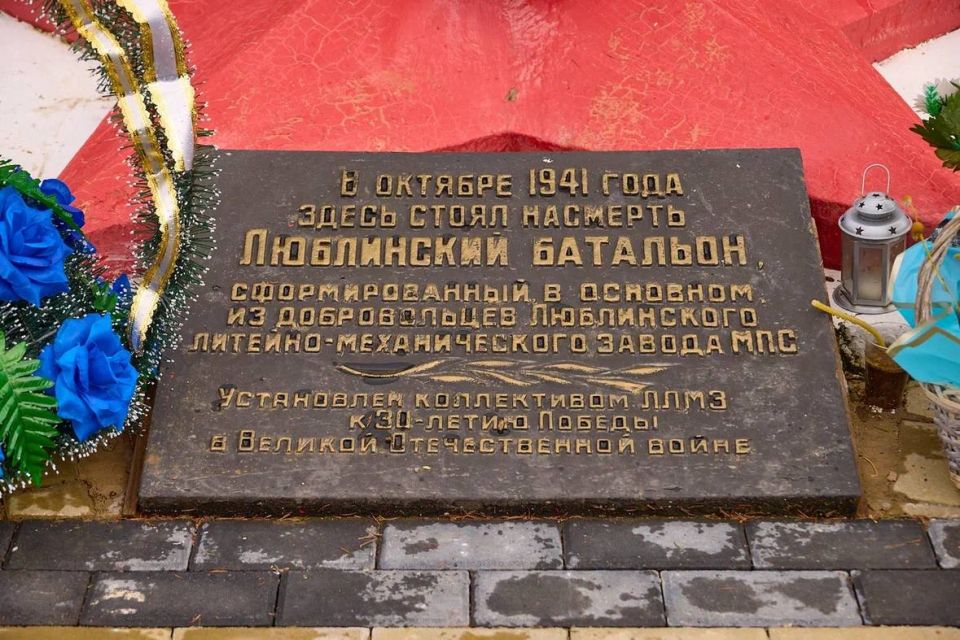 В ОКТЯБРЕ 1941 ГОДА
ЗДЕСЬ СТОЯЛ НАСМЕРТЬ
ЛЮБЛИНСКИЙ БАТАЛЬОН,
СФОРМИРОВАННЫЙ В ОСНОВНОМ
ИЗ ДОБРОВОЛЬЦЕВ ЛЮБЛИНСКОГО
ЛИТЕЙНО-МЕХАНИЧЕСКОГО ЗАВОДА МПС
УСТАНОВЛЕН КОЛЛЕКТИВОМ ЛЛМЗ
К 30-ЛЕТИЮ ПОБЕДЫ
В ВЕЛИКОЙ ОТЕЧЕСТВЕННОЙ ВОЙНЕ